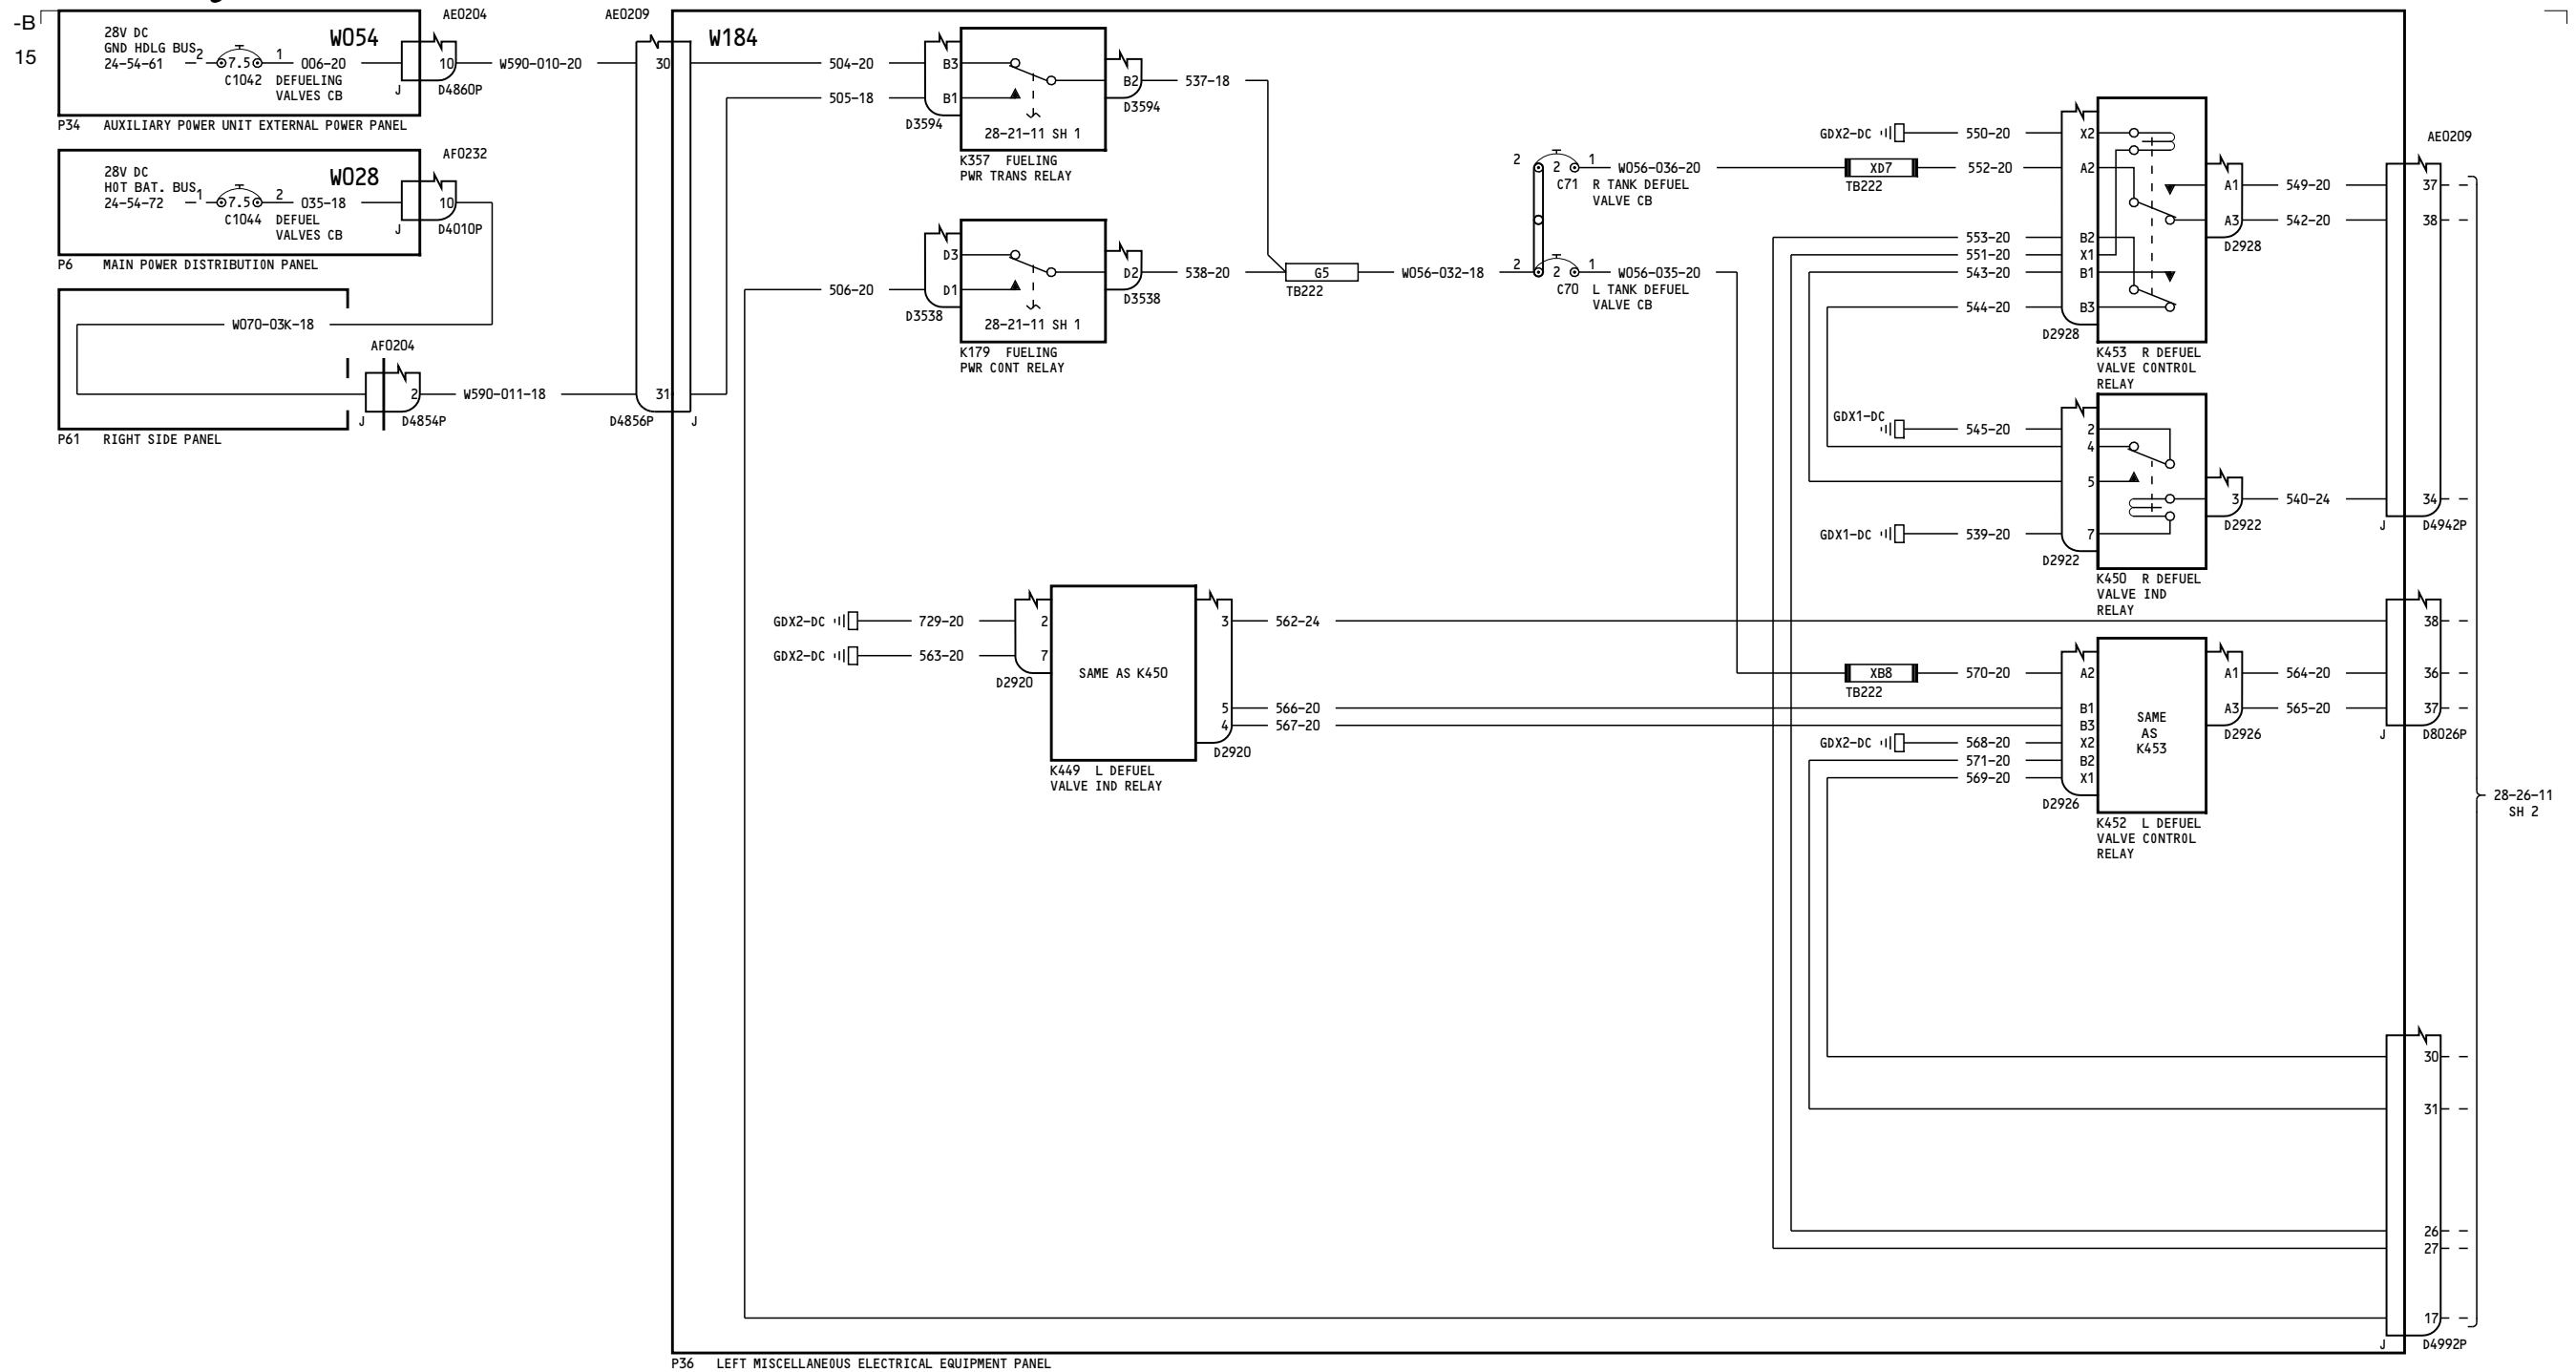 -B
15
28V DC
GND HDLG BUS
24-54-61
2
7.5
1
C1042
006-20
DEFUELING
VALVES CB
W054
AE0204
10
J
D4860P
P34 AUXILIARY POWER UNIT EXTERNAL POWER PANEL
W590-010-20
28V DC
HOT BAT. BUS
24-54-72
1
7.5
2
C1044
035-18
DEFUEL
VALVES CB
W028
AF0232
10
J
D4010P
P6 MAIN POWER DISTRIBUTION PANEL
W070-03K-18
AF0204
2
J
D4854P
P61 RIGHT SIDE PANEL
W590-011-18
AE0209
30
31
D4856P
J
W184
504-20
505-18
B3
B1
D3594
28-21-11 SH 1
B2
D3594
K357 FUELING
PWR TRANS RELAY
537-18
506-20
D3
D1
D3538
28-21-11 SH 1
D2
D3538
K179 FUELING
PWR CONT RELAY
538-20
G5
TB222
W056-032-18
2
2
1
C71 R TANK DEFUEL
VALVE CB
W056-036-20
2
2
1
C70 L TANK DEFUEL
VALVE CB
W056-035-20
XD7
TB222
GDX2-DC
550-20
552-20
553-20
551-20
543-20
544-20
X2
A2
B2
X1
B1
B3
D2928
A1
A3
D2928
K453 R DEFUEL
VALVE CONTROL
RELAY
549-20
542-20
AE0209
37
38
34
J
D4942P
GDX1-DC
545-20
GDX1-DC
539-20
2
4
5
7
D2922
3
D2922
K450 R DEFUEL
VALVE IND
RELAY
540-24
GDX2-DC
729-20
GDX2-DC
563-20
2
7
D2920
SAME AS K450
3
5
4
D2920
K449 L DEFUEL
VALVE IND RELAY
562-24
566-20
567-20
XB8
TB222
570-20
GDX2-DC
568-20
571-20
569-20
A2
B1
B3
X2
B2
X1
D2926
SAME
AS
K453
A1
A3
D2926
K452 L DEFUEL
VALVE CONTROL
RELAY
564-20
565-20
38
36
37
J
D8026P
28-26-11
SH 2
30
31
26
27
17
J
D4992P
P36 LEFT MISCELLANEOUS ELECTRICAL EQUIPMENT PANEL